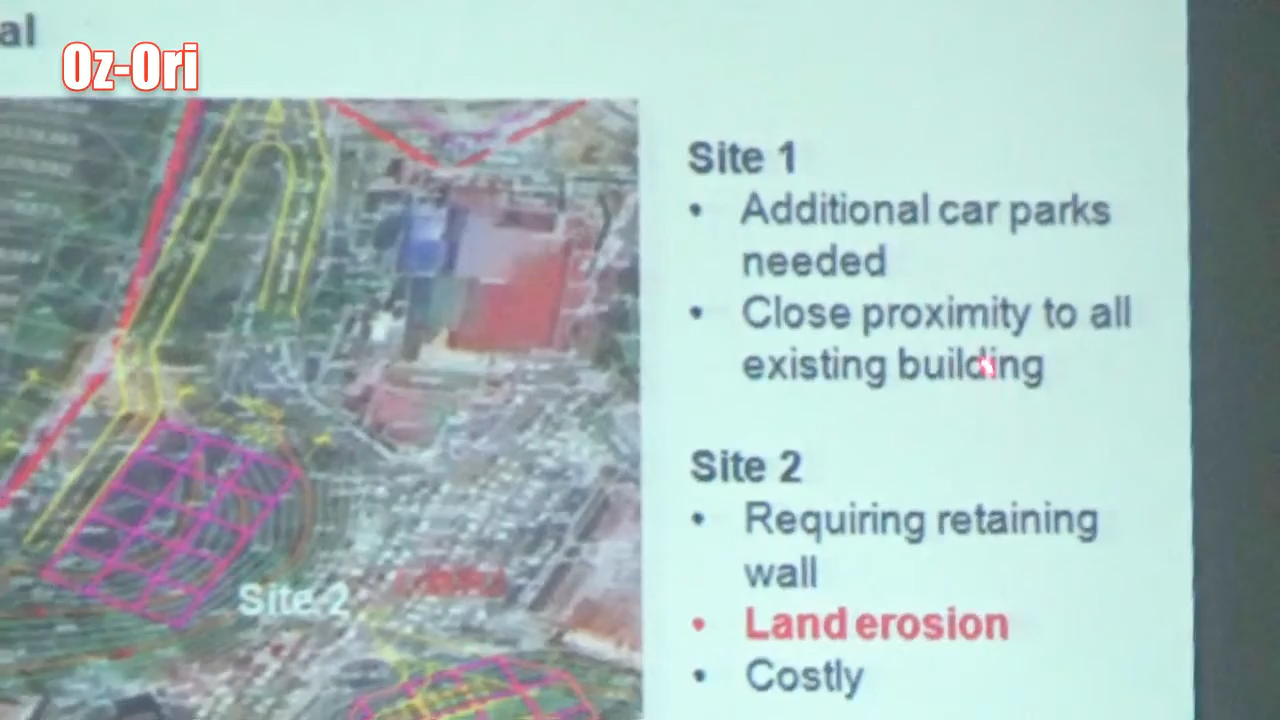 al
Oz-Ori
Site 1
• Additional car parks
needed
• Close proximity to all
existing building
Site 2
• Requiring retaining
wall
• Land erosion
• Costly
Site 2